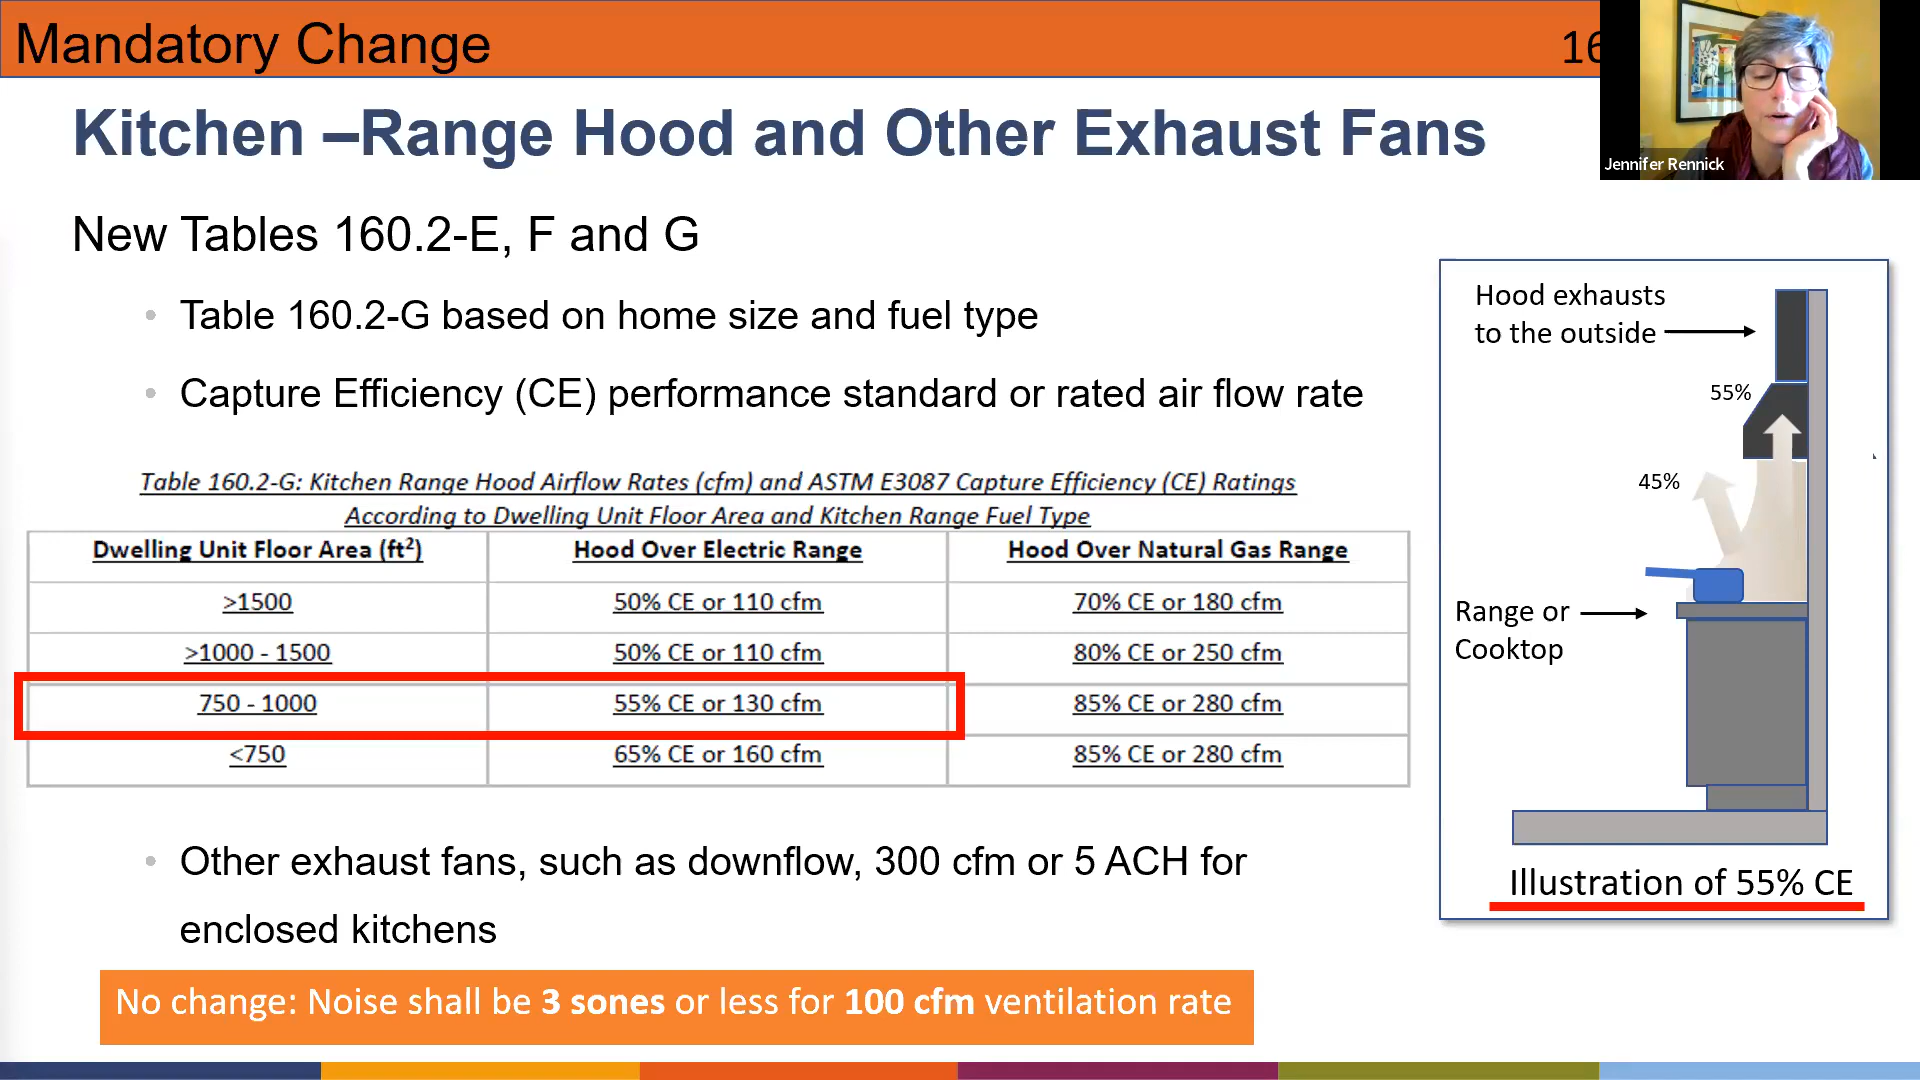 Mandatory Change
16
Jennifer Rennick
Kitchen –Range Hood and Other Exhaust Fans
New Tables 160.2-E, F and G
• Table 160.2-G based on home size and fuel type
• Capture Efficiency (CE) performance standard or rated air flow rate
Table 160.2-G: Kitchen Range Hood Airflow Rates (cfm) and ASTM E3087 Capture Efficiency (CE) Ratings
According to Dwelling Unit Floor Area and Kitchen Range Fuel Type
Dwelling Unit Floor Area (ft²) Hood Over Electric Range Hood Over Natural Gas Range
>1500 50% CE or 110 cfm 70% CE or 180 cfm
>1000 - 1500 50% CE or 110 cfm 80% CE or 250 cfm
750 - 1000 55% CE or 130 cfm 85% CE or 280 cfm
<750 65% CE or 160 cfm 85% CE or 280 cfm
• Other exhaust fans, such as downflow, 300 cfm or 5 ACH for
enclosed kitchens
No change: Noise shall be 3 sones or less for 100 cfm ventilation rate
Hood exhausts
to the outside
55%
45%
Range or
Cooktop
Illustration of 55% CE